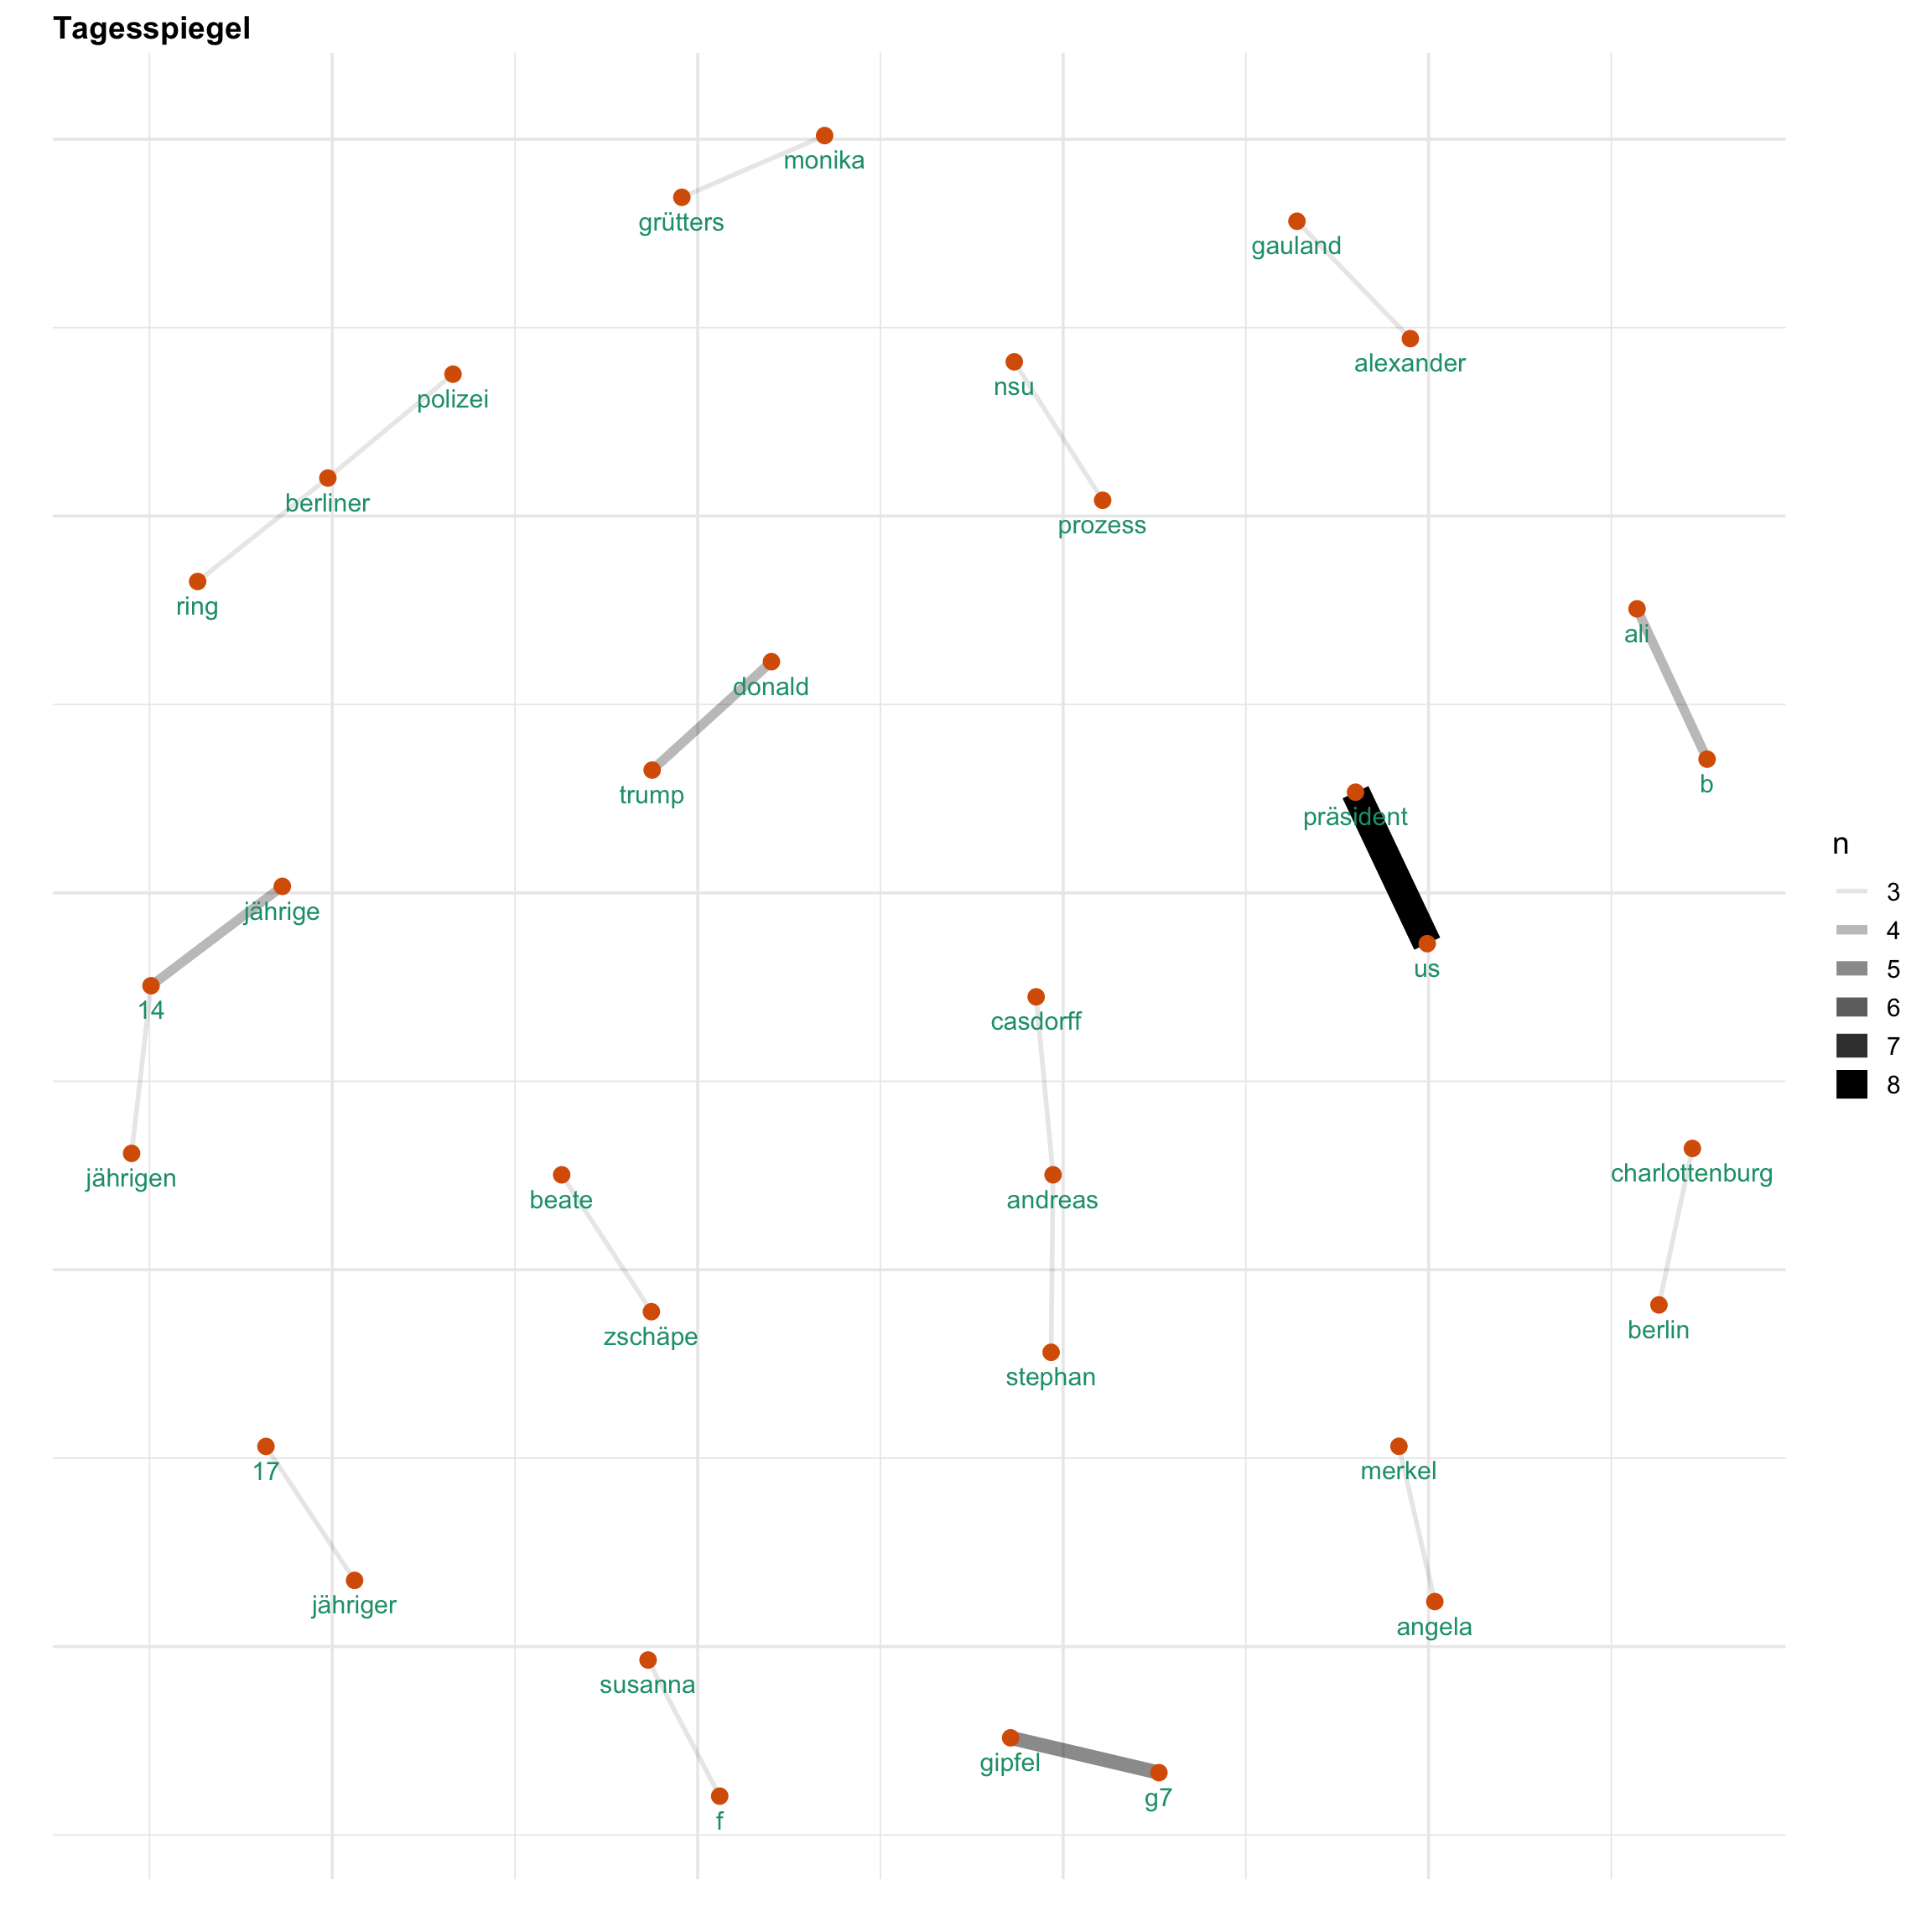 Tagesspiegel
monika
grütters
gauland
alexander
nsu
polizei
berliner
prozess
ring
ali
donald
trump
b
präsident
n
jährige
3
4
us
5
14
casdorff
6
7
8
charlottenburg
jährigen
beate
andreas
berlin
zschäpe
stephan
17
merkel
jähriger
angela
susanna
gipfel
g7
f